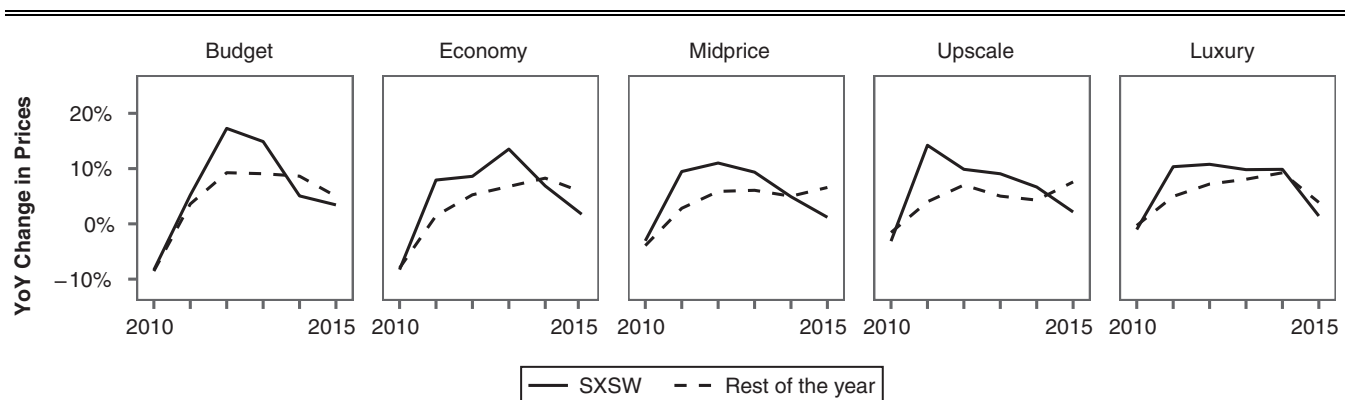 Budget
Economy
Midprice
Upscale
Luxury
YoY Change in Prices
20%
10%
0%
−10%
2010 2015
2010 2015
2010 2015
2010 2015
2010 2015
SXSW Rest of the year